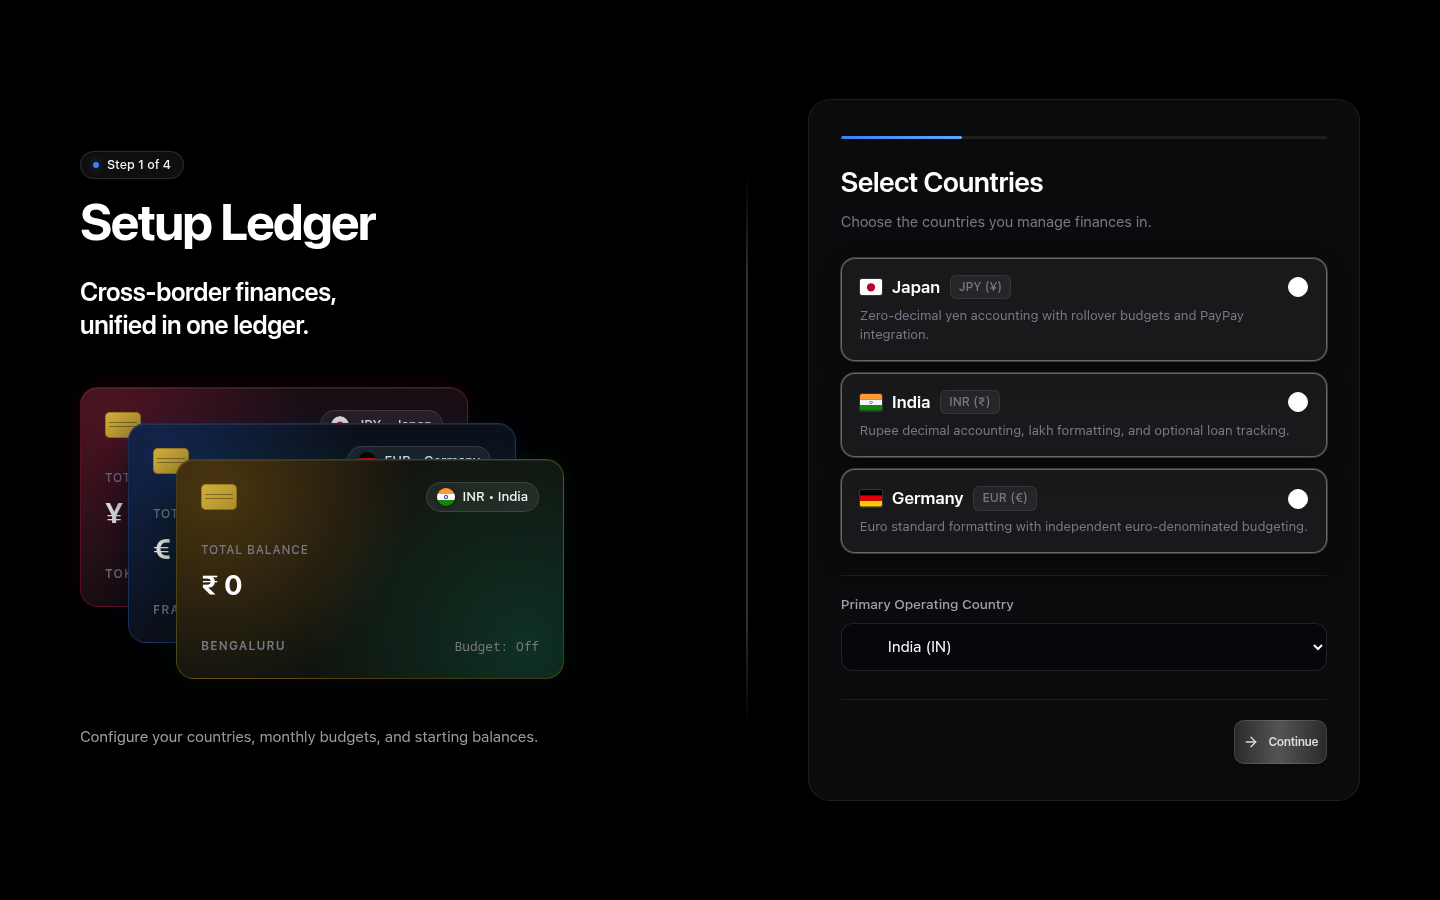 Step 1 of 4
Setup Ledger
Cross-border finances,
unified in one ledger.
EUR • Germany
INR • India
TOTAL BALANCE
¥
€
₹ 0
BENGALURU
Budget: Off
Configure your countries, monthly budgets, and starting balances.
Select Countries
Choose the countries you manage finances in.
Japan JPY (¥)
Zero-decimal yen accounting with rollover budgets and PayPay
integration.
India INR (₹)
Rupee decimal accounting, lakh formatting, and optional loan tracking.
Germany EUR (€)
Euro standard formatting with independent euro-denominated budgeting.
Primary Operating Country
India (IN)
Continue